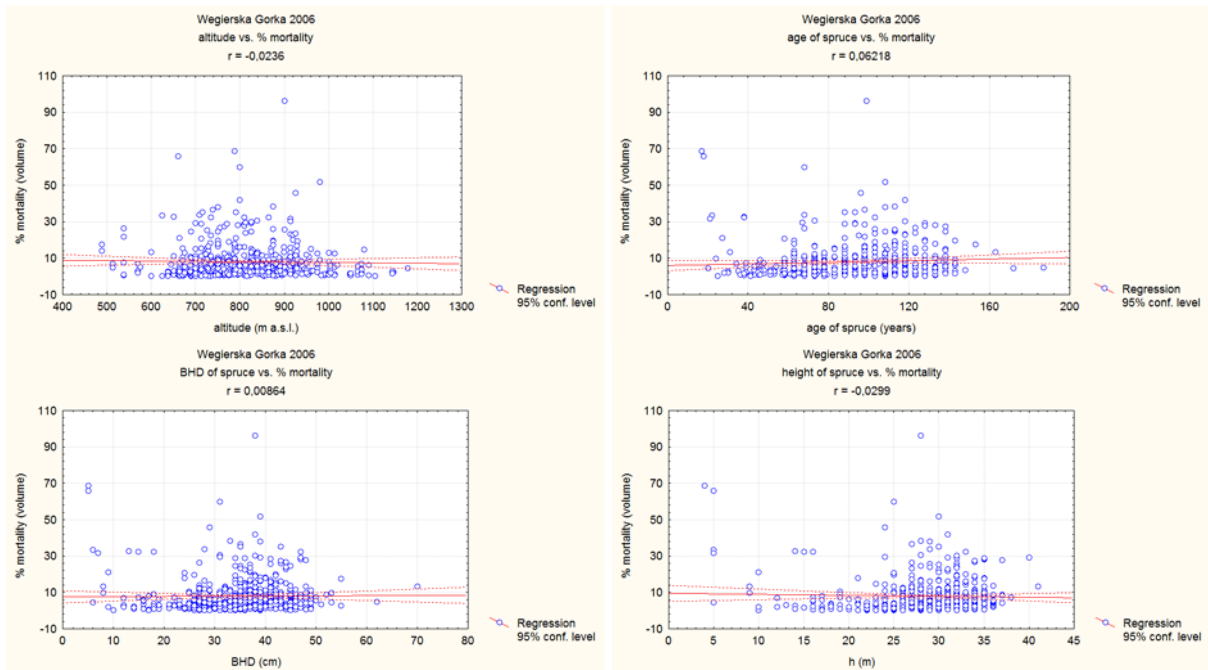 Wegierska Gorka 2006
altitude vs. % mortality
r = -0,0236
110
90
70
50
30
10
-10
% mortality (volume)
400 500 600 700 800 900 1000 1100 1200 1300
altitude (m a.s.l.)
Regression
95% conf. level
Wegierska Gorka 2006
age of spruce vs. % mortality
r = 0,06218
110
90
70
50
30
10
-10
% mortality (volume)
0 40 80 120 160 200
age of spruce (years)
Regression
95% conf. level
Wegierska Gorka 2006
BHD of spruce vs. % mortality
r = 0,00864
110
90
70
50
30
10
-10
% mortality (volume)
0 10 20 30 40 50 60 70 80
BHD (cm)
Regression
95% conf. level
Wegierska Gorka 2006
height of spruce vs. % mortality
r = -0,0299
110
90
70
50
30
10
-10
% mortality (volume)
0 5 10 15 20 25 30 35 40 45
h (m)
Regression
95% conf. level